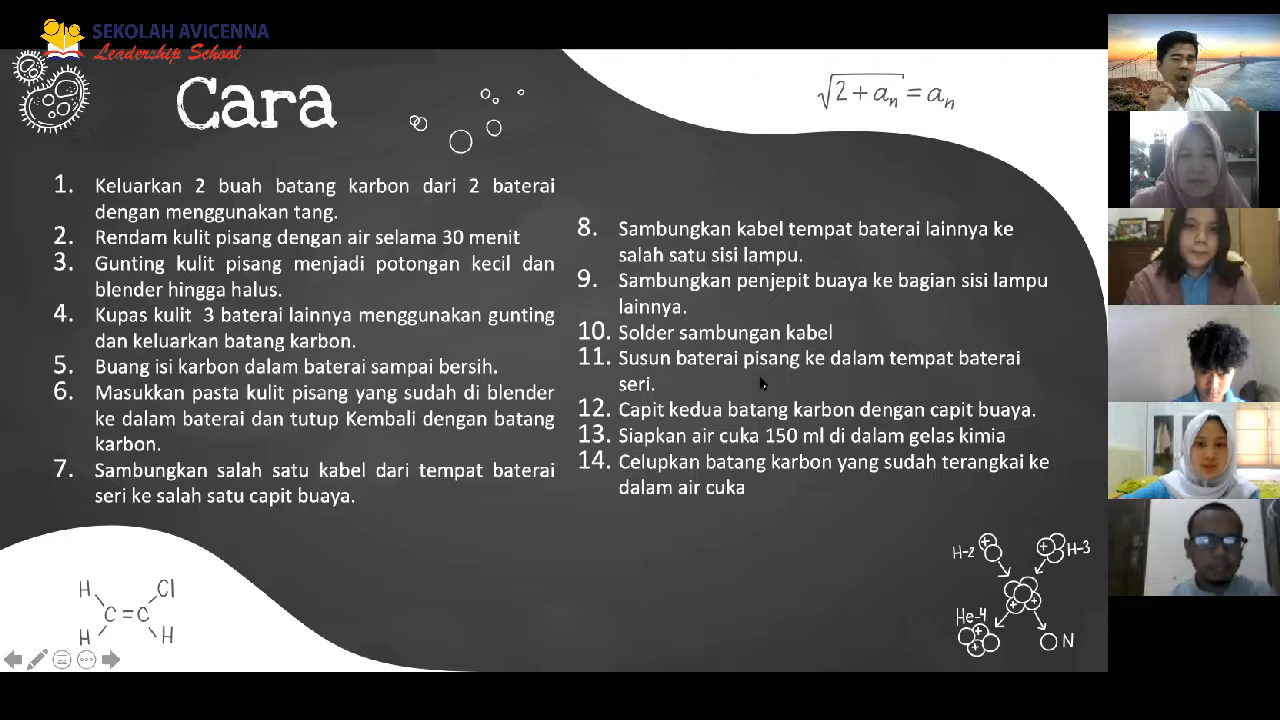 SEKOLAH AVICENNA
Leadership School
Cara
√2 + aₙ = aₙ
1. Keluarkan 2 buah batang karbon dari 2 baterai
dengan menggunakan tang.
2. Rendam kulit pisang dengan air selama 30 menit
3. Gunting kulit pisang menjadi potongan kecil dan
blender hingga halus.
4. Kupas kulit 3 baterai lainnya menggunakan gunting
dan keluarkan batang karbon.
5. Buang isi karbon dalam baterai sampai bersih.
6. Masukkan pasta kulit pisang yang sudah di blender
ke dalam baterai dan tutup Kembali dengan batang
karbon.
7. Sambungkan salah satu kabel dari tempat baterai
seri ke salah satu capit buaya.
8. Sambungkan kabel tempat baterai lainnya ke
salah satu sisi lampu.
9. Sambungkan penjepit buaya ke bagian sisi lampu
lainnya.
10. Solder sambungan kabel
11. Susun baterai pisang ke dalam tempat baterai
seri.
12. Capit kedua batang karbon dengan capit buaya.
13. Siapkan air cuka 150 ml di dalam gelas kimia
14. Celupkan batang karbon yang sudah terangkai ke
dalam air cuka
H Cl
C = C
H H
H-2 H-3
He-4
N